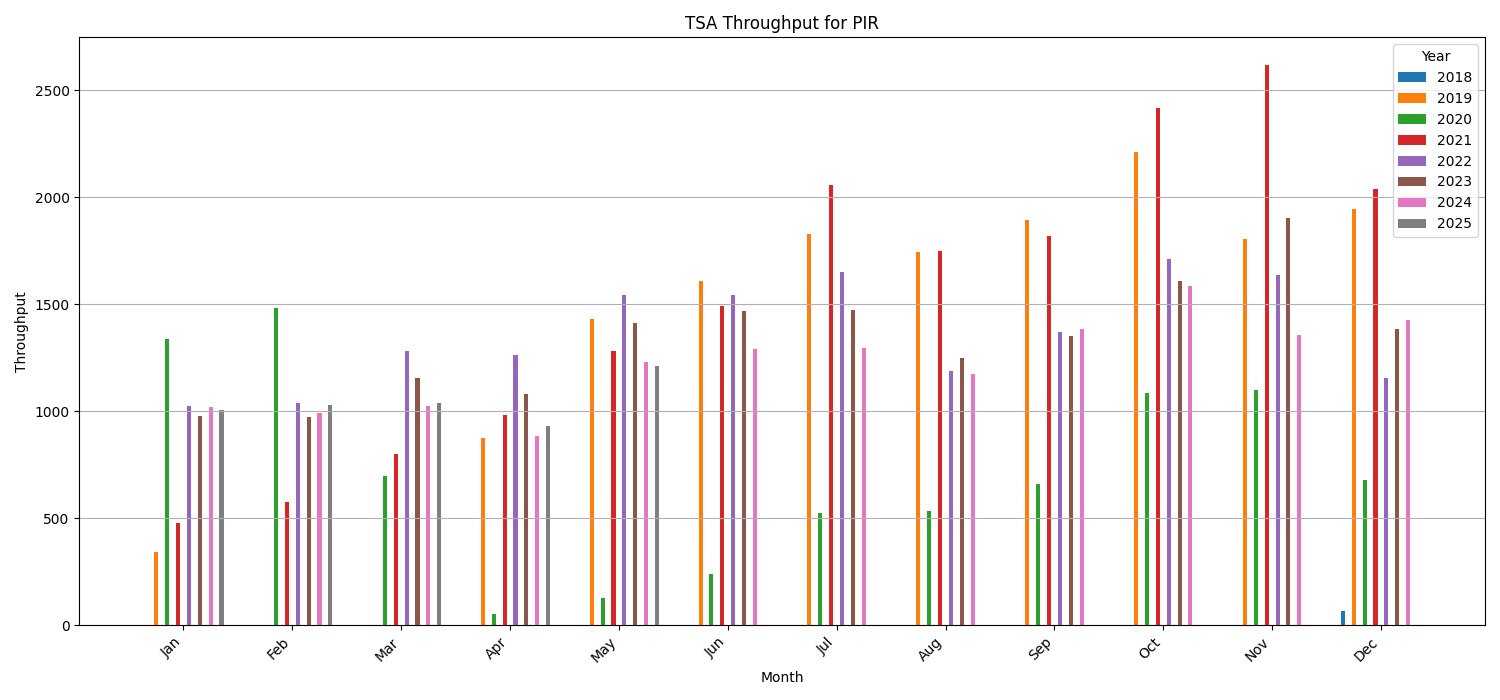 TSA Throughput for PIR
Year
2018
2019
2020
2021
2022
2023
2024
2025
Throughput
2500
2000
1500
1000
500
0
Jan
Feb
Mar
Apr
May
Jun
Jul
Aug
Sep
Oct
Nov
Dec
Month